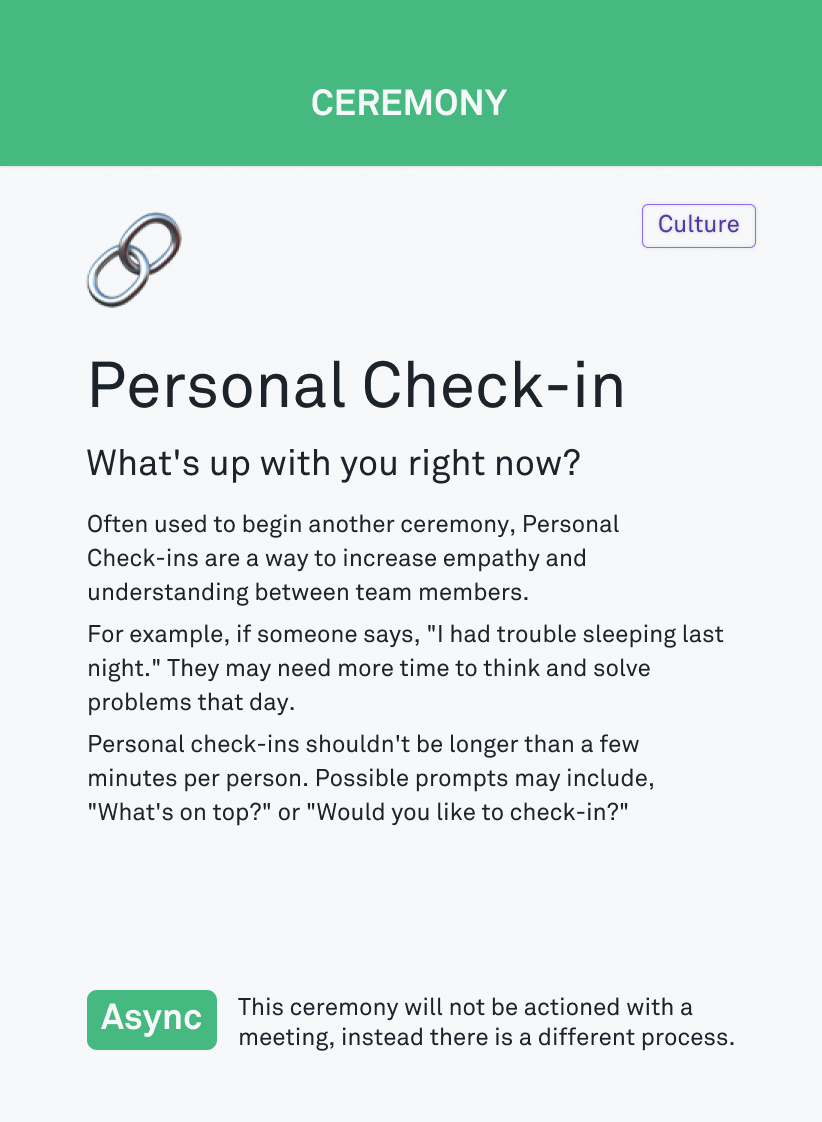 CEREMONY
Culture
Personal Check-in
What's up with you right now?
Often used to begin another ceremony, Personal
Check-ins are a way to increase empathy and
understanding between team members.
For example, if someone says, "I had trouble sleeping last
night." They may need more time to think and solve
problems that day.
Personal check-ins shouldn't be longer than a few
minutes per person. Possible prompts may include,
"What's on top?" or "Would you like to check-in?"
Async
This ceremony will not be actioned with a
meeting, instead there is a different process.